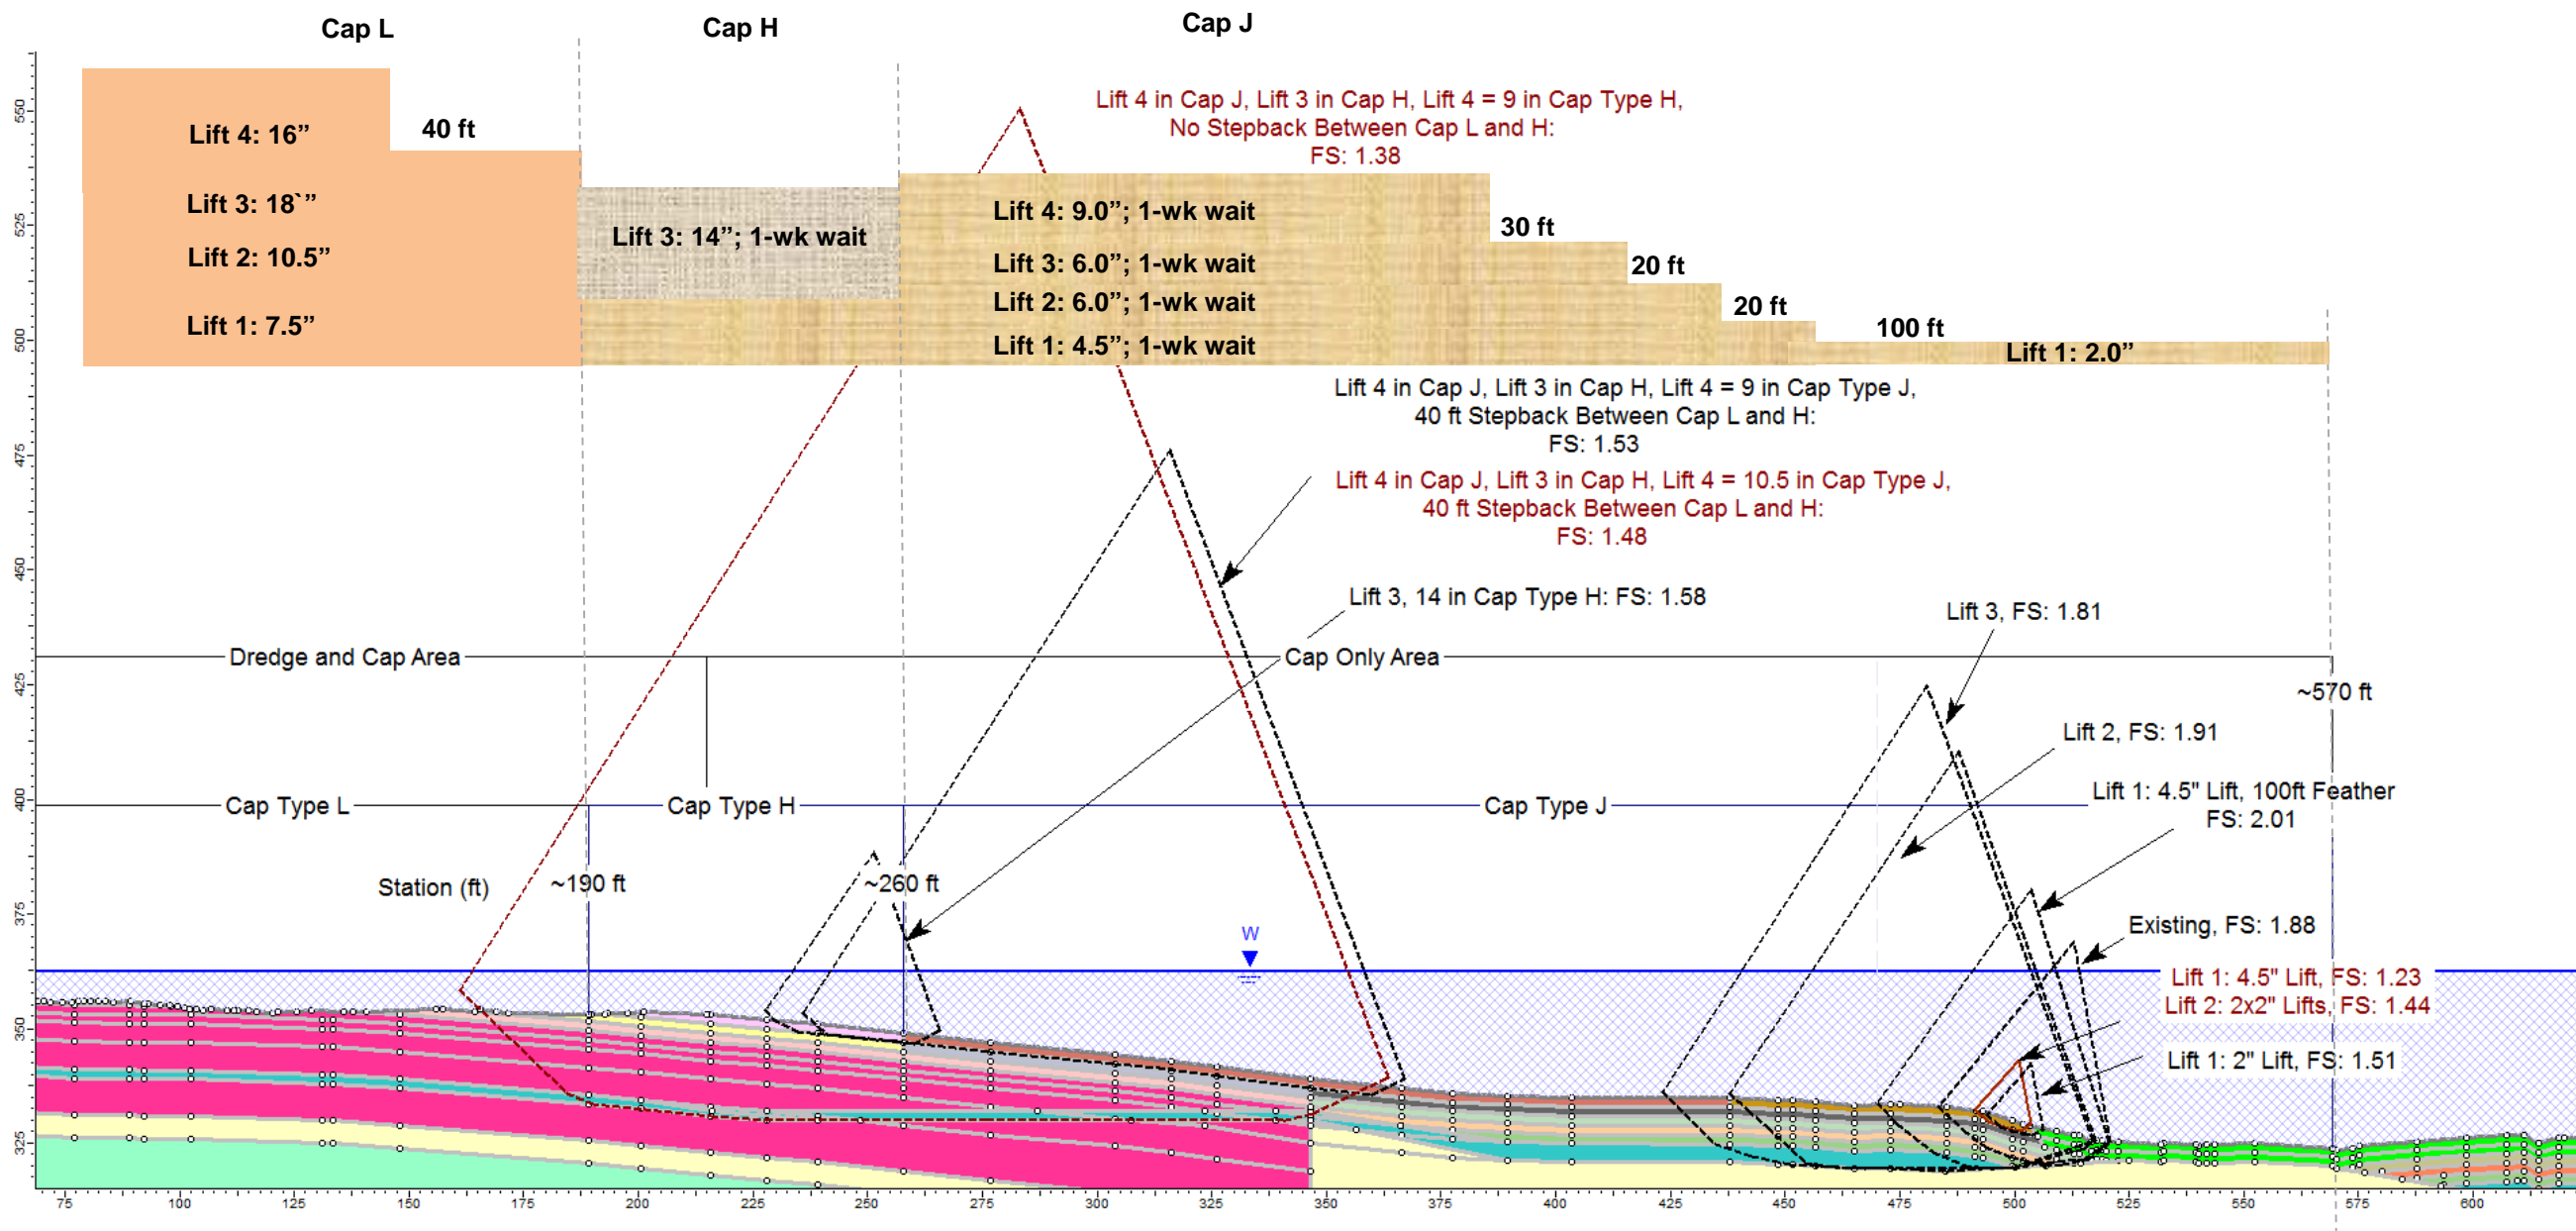 Cap L
Cap H
Cap J
Lift 4: 16”
40 ft
Lift 3: 18`”
Lift 2: 10.5”
Lift 1: 7.5”
Lift 3: 14”; 1-wk wait
Lift 4: 9.0”; 1-wk wait
Lift 3: 6.0”; 1-wk wait
Lift 2: 6.0”; 1-wk wait
Lift 1: 4.5”; 1-wk wait
30 ft
20 ft
20 ft
100 ft
Lift 1: 2.0”
Lift 4 in Cap J, Lift 3 in Cap H, Lift 4 = 9 in Cap Type H,
No Stepback Between Cap L and H:
FS: 1.38
Lift 4 in Cap J, Lift 3 in Cap H, Lift 4 = 9 in Cap Type J,
40 ft Stepback Between Cap L and H:
FS: 1.53
Lift 4 in Cap J, Lift 3 in Cap H, Lift 4 = 10.5 in Cap Type J,
40 ft Stepback Between Cap L and H:
FS: 1.48
Lift 3, 14 in Cap Type H: FS: 1.58
Lift 3, FS: 1.81
Dredge and Cap Area
Cap Only Area
~570 ft
Lift 2, FS: 1.91
Lift 1: 4.5" Lift, 100ft Feather
FS: 2.01
Cap Type L
Cap Type H
Cap Type J
Station (ft)
~190 ft
~260 ft
W
Existing, FS: 1.88
Lift 1: 4.5" Lift, FS: 1.23
Lift 2: 2x2" Lifts, FS: 1.44
Lift 1: 2" Lift, FS: 1.51
550
525
500
475
450
425
400
375
350
325
75 100 125 150 175 200 225 250 275 300 325 350 375 400 425 450 475 500 525 550 575 600